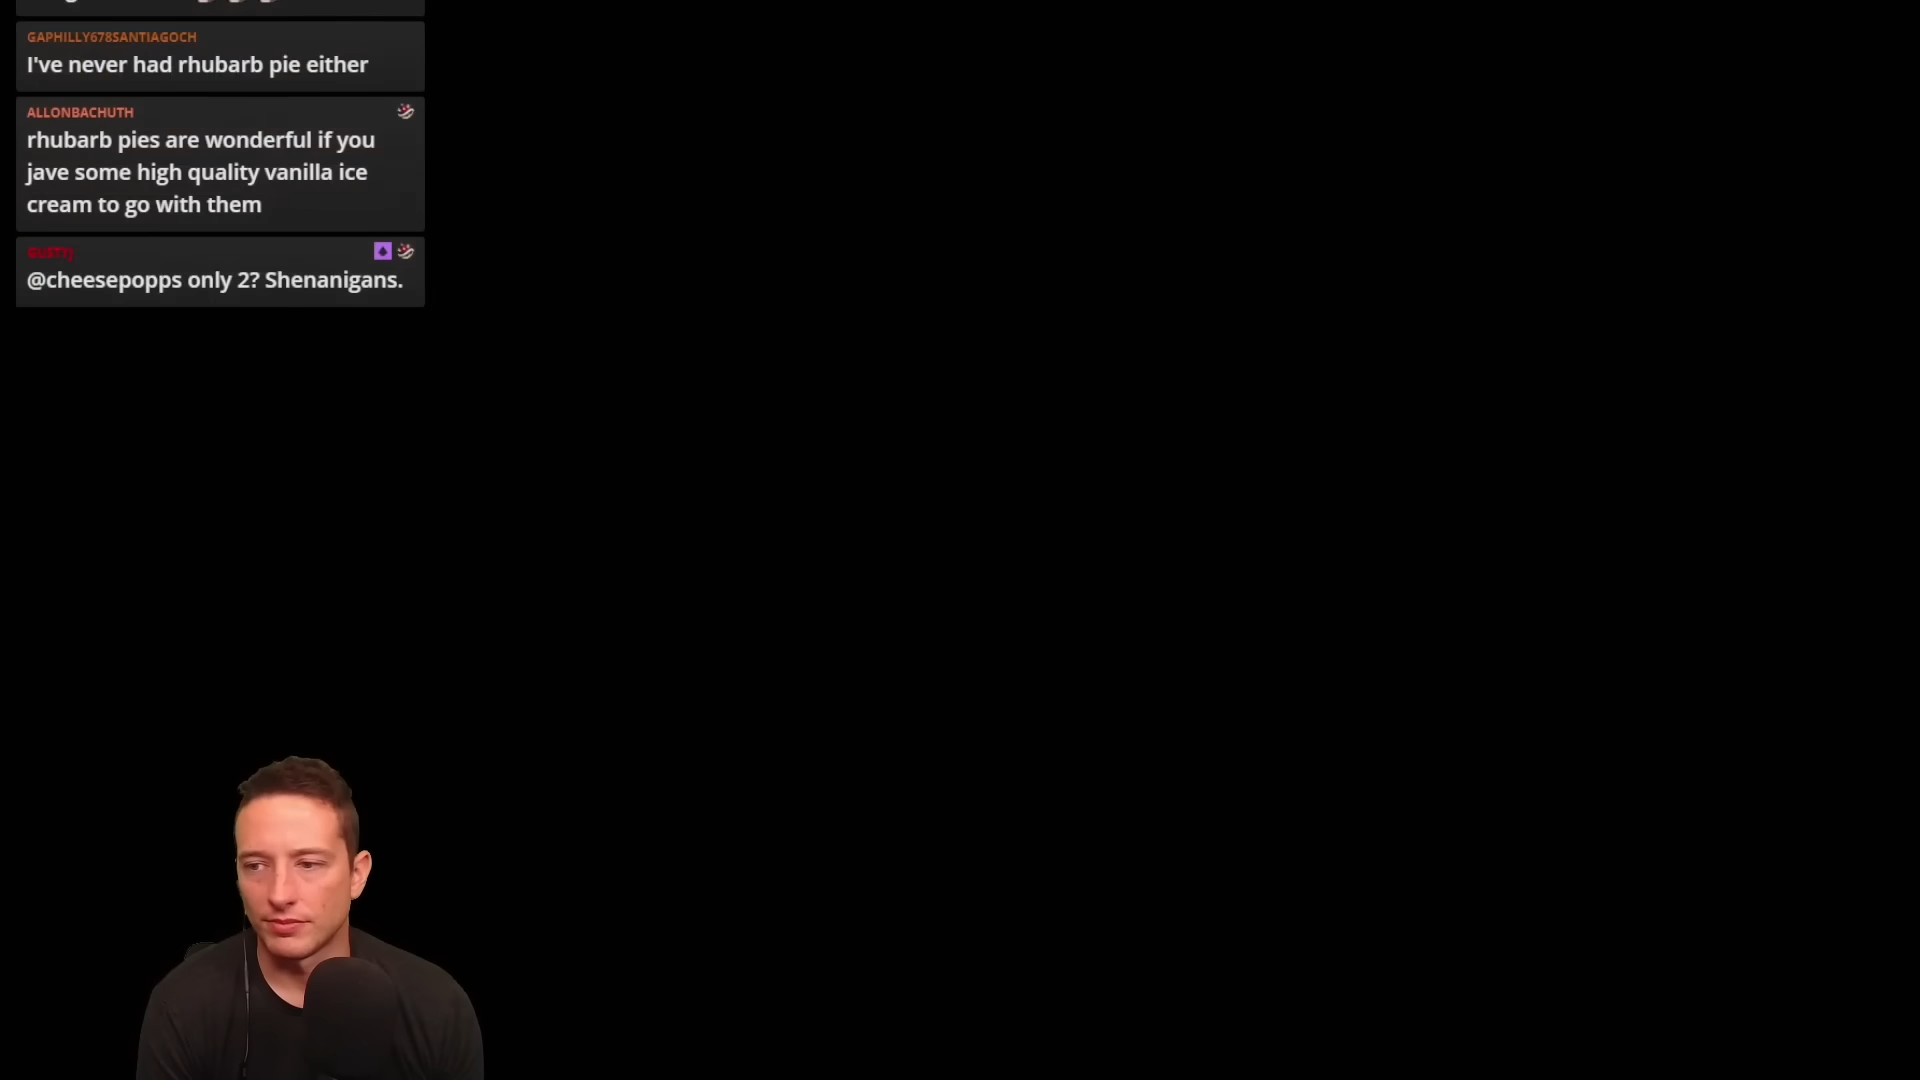 GAPHILLY678SANTIAGOCH
I've never had rhubarb pie either
ALLONBACHUTH
rhubarb pies are wonderful if you
jave some high quality vanilla ice
cream to go with them
GUSTYJ
@cheesepopps only 2? Shenanigans.